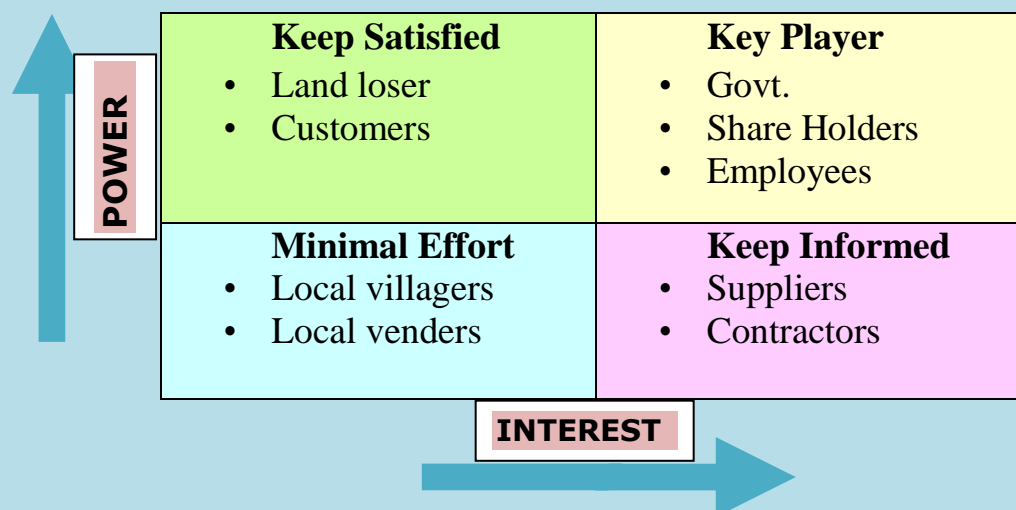 POWER
Keep Satisfied
• Land loser
• Customers
Key Player
• Govt.
• Share Holders
• Employees
Minimal Effort
• Local villagers
• Local venders
Keep Informed
• Suppliers
• Contractors
INTEREST